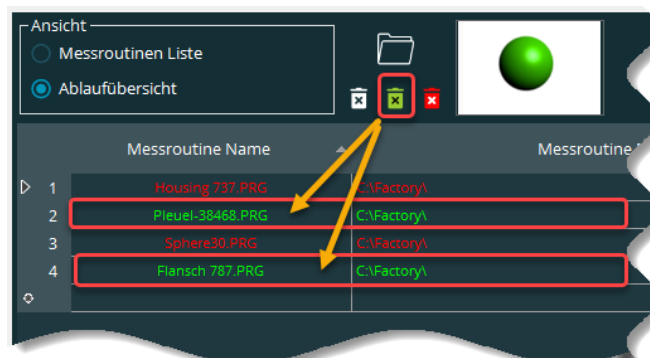 Ansicht
Messroutinen Liste
Ablaufübersicht
Messroutine Name Messroutine
1 Housing 737.PRG C:\Factory\
2 Pleuel-38468.PRG C:\Factory\
3 Sphere30.PRG C:\Factory\
4 Flansch 787.PRG C:\Factory\